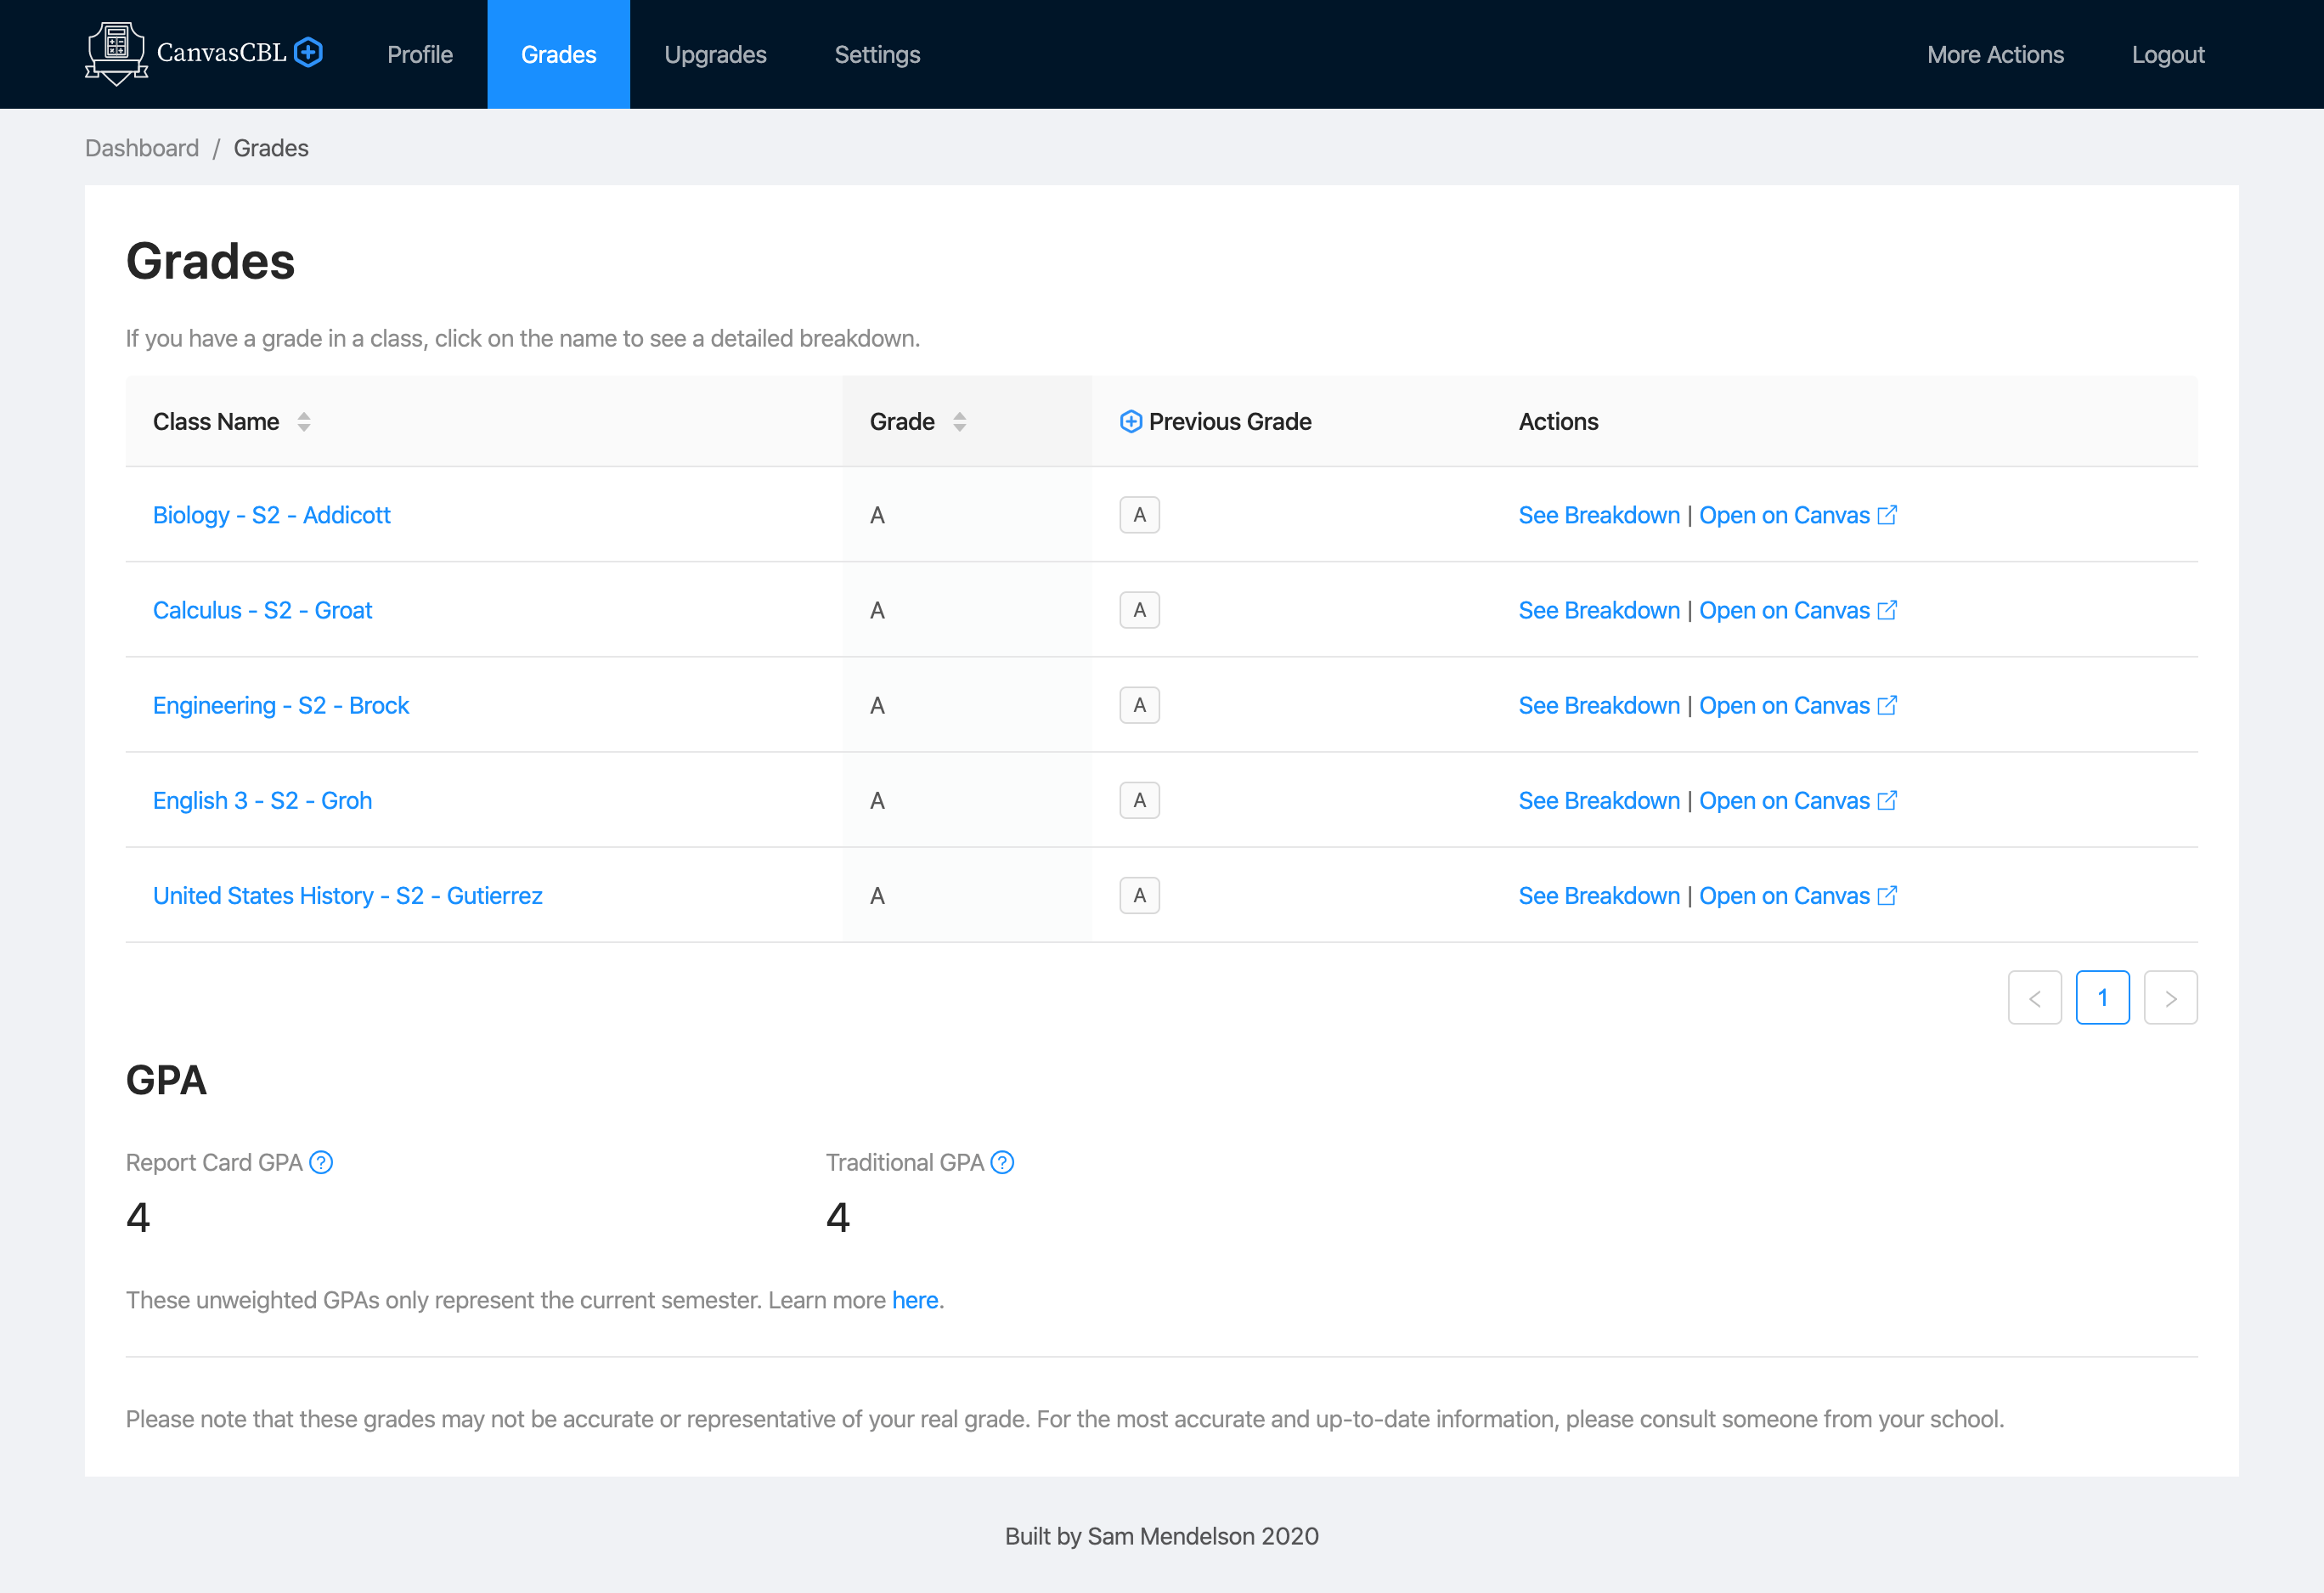 CanvasCBL Profile Grades Upgrades Settings More Actions Logout
Dashboard / Grades
Grades
If you have a grade in a class, click on the name to see a detailed breakdown.
Class Name Grade Previous Grade Actions
Biology - S2 - Addicott A A See Breakdown | Open on Canvas
Calculus - S2 - Groat A A See Breakdown | Open on Canvas
Engineering - S2 - Brock A A See Breakdown | Open on Canvas
English 3 - S2 - Groh A A See Breakdown | Open on Canvas
United States History - S2 - Gutierrez A A See Breakdown | Open on Canvas
< 1 >
GPA
Report Card GPA ? Traditional GPA ?
4 4
These unweighted GPAs only represent the current semester. Learn more here.
Please note that these grades may not be accurate or representative of your real grade. For the most accurate and up-to-date information, please consult someone from your school.
Built by Sam Mendelson 2020